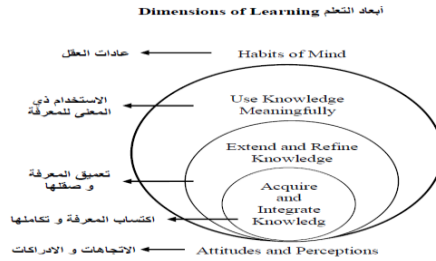 Dimensions of Learning أبعاد التعلم
عادات العقل
Habits of Mind
الاستخدام ذي
المعنى للمعرفة
Use Knowledge
Meaningfully
تعميق المعرفة
و صقلها
Extend and Refine
Knowledge
اكتساب المعرفة و تكاملها
Acquire
and
Integrate
Knowledg
الاتجاهات و الادراكات
Attitudes and Perceptions